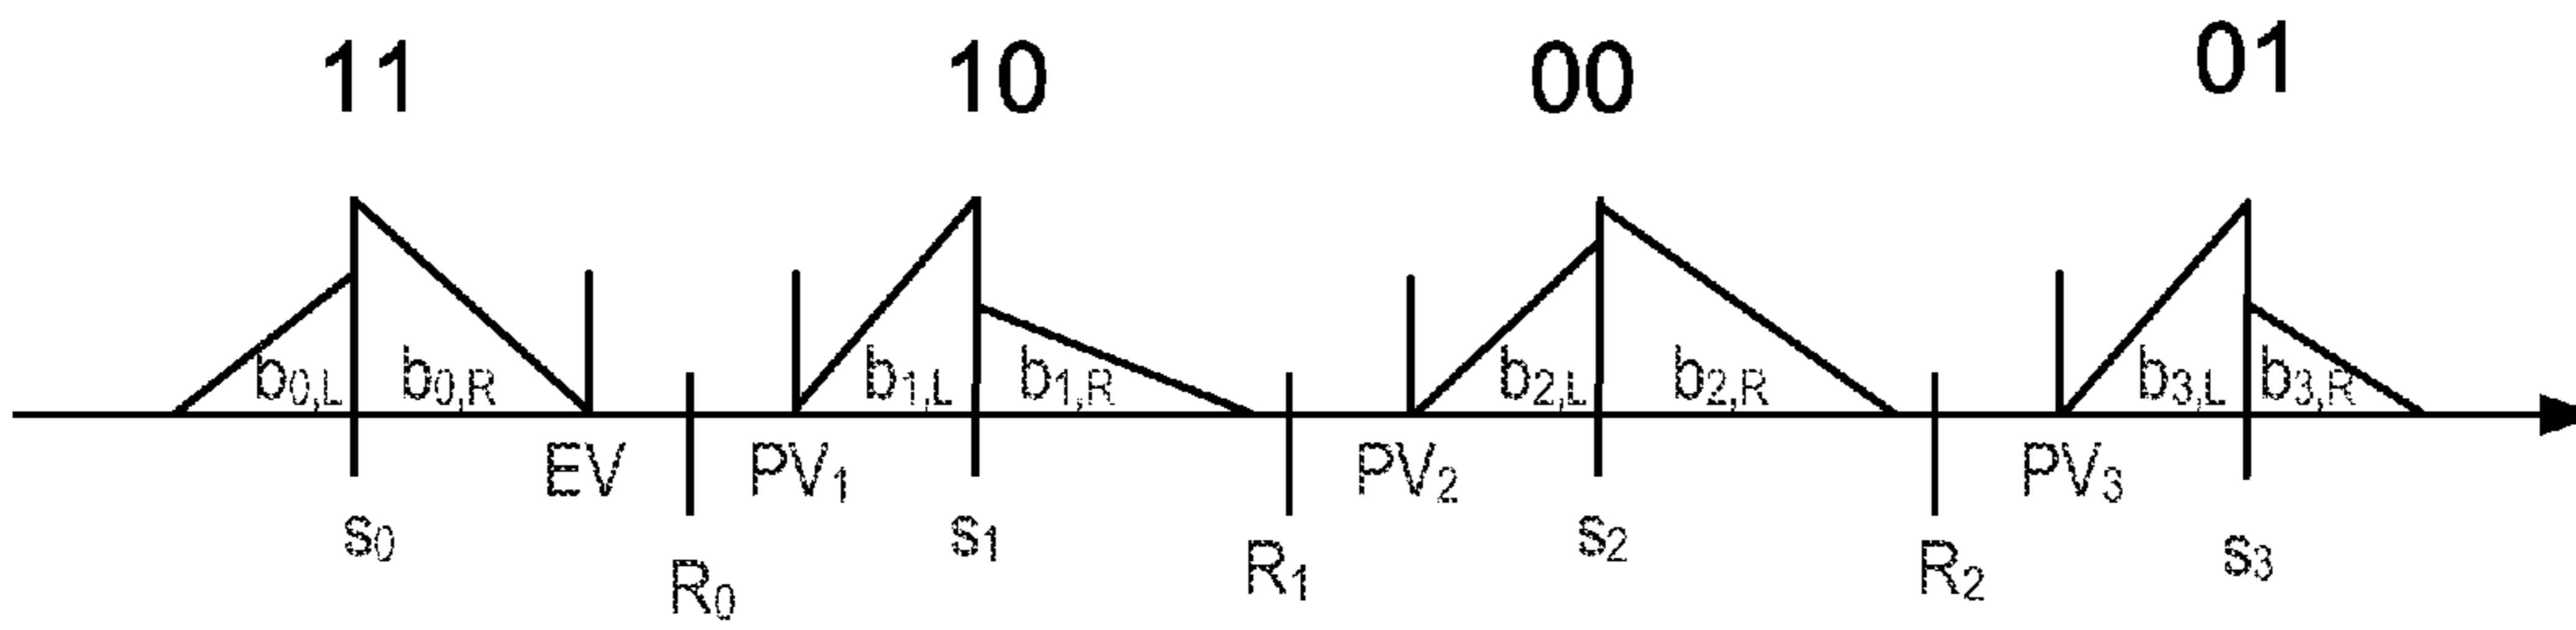 11 10 00 01
b0,L b0,R b1,L b1,R b2,L b2,R b3,L b3,R
EV PV1 PV2 PV3
s0 s1 s2 s3
R0 R1 R2